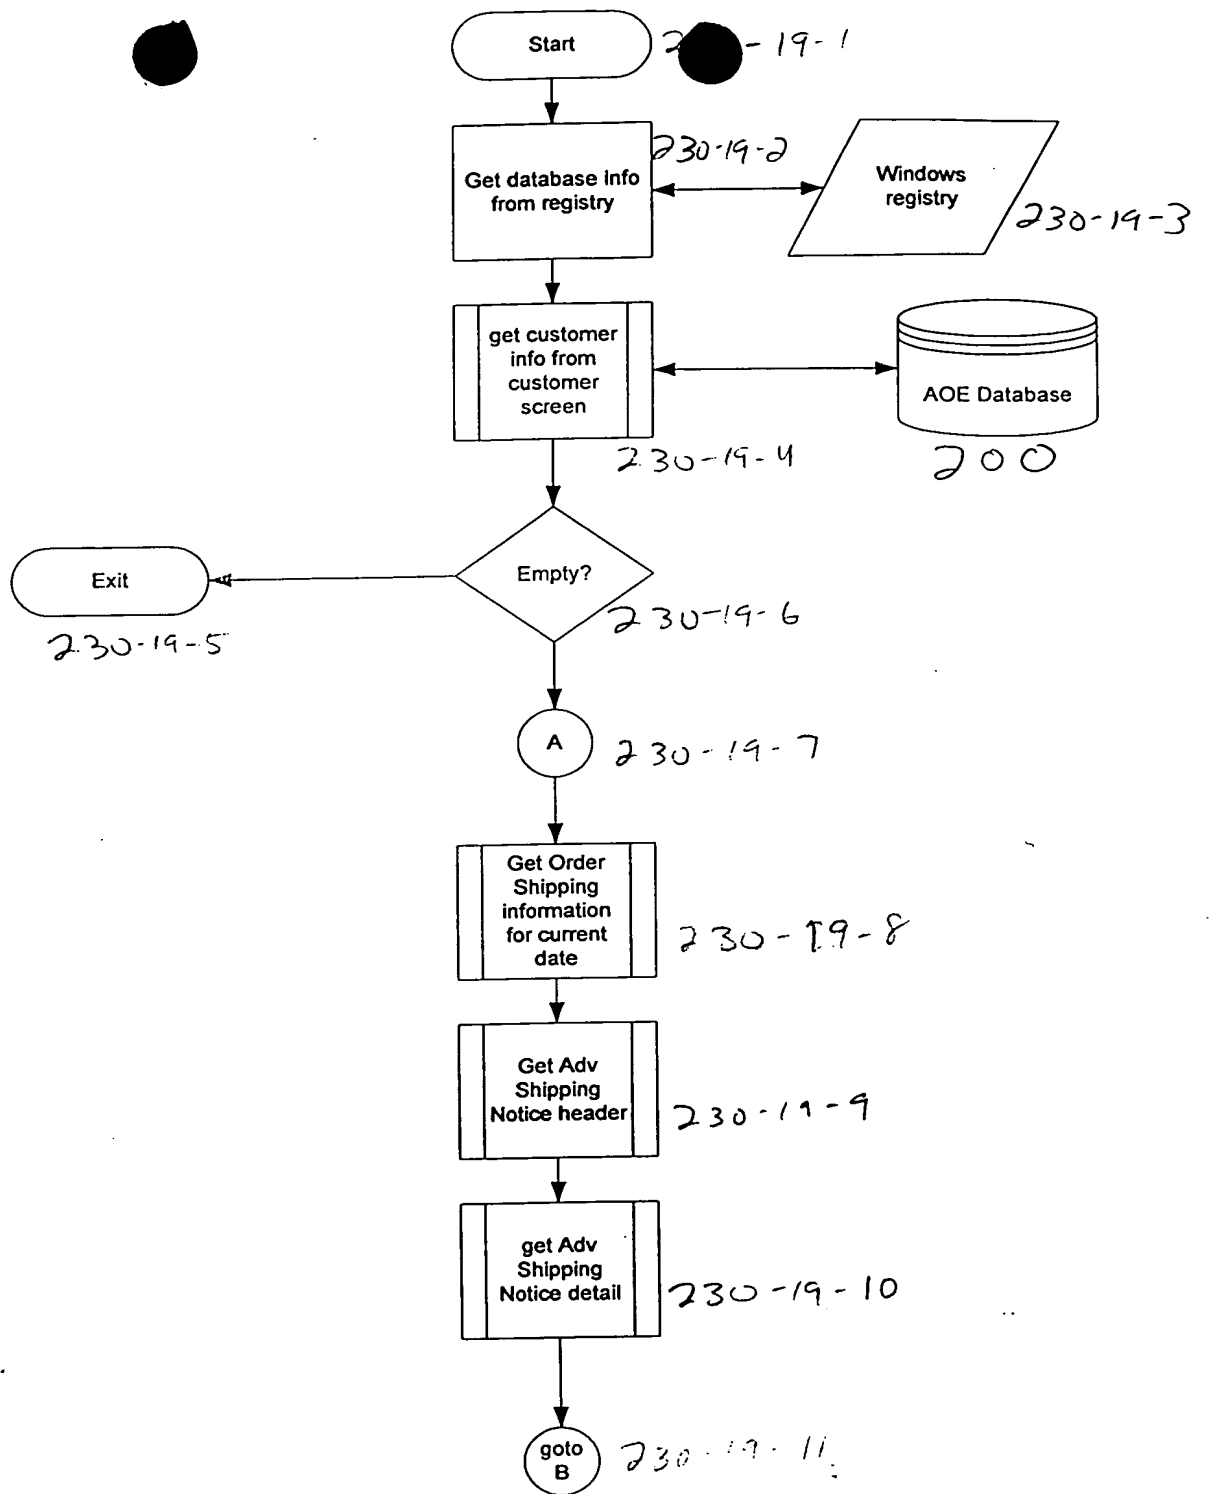 Start
2 - 19-1
Get database info
from registry
230-19-2
Windows
registry
230-19-3
get customer
info from
customer
screen
230-19-4
AOE Database
200
Empty?
230-19-6
Exit
230-19-5
A
230-19-7
Get Order
Shipping
information
for current
date
230-19-8
Get Adv
Shipping
Notice header
230-19-9
get Adv
Shipping
Notice detail
230-19-10
goto
B
230-19-11